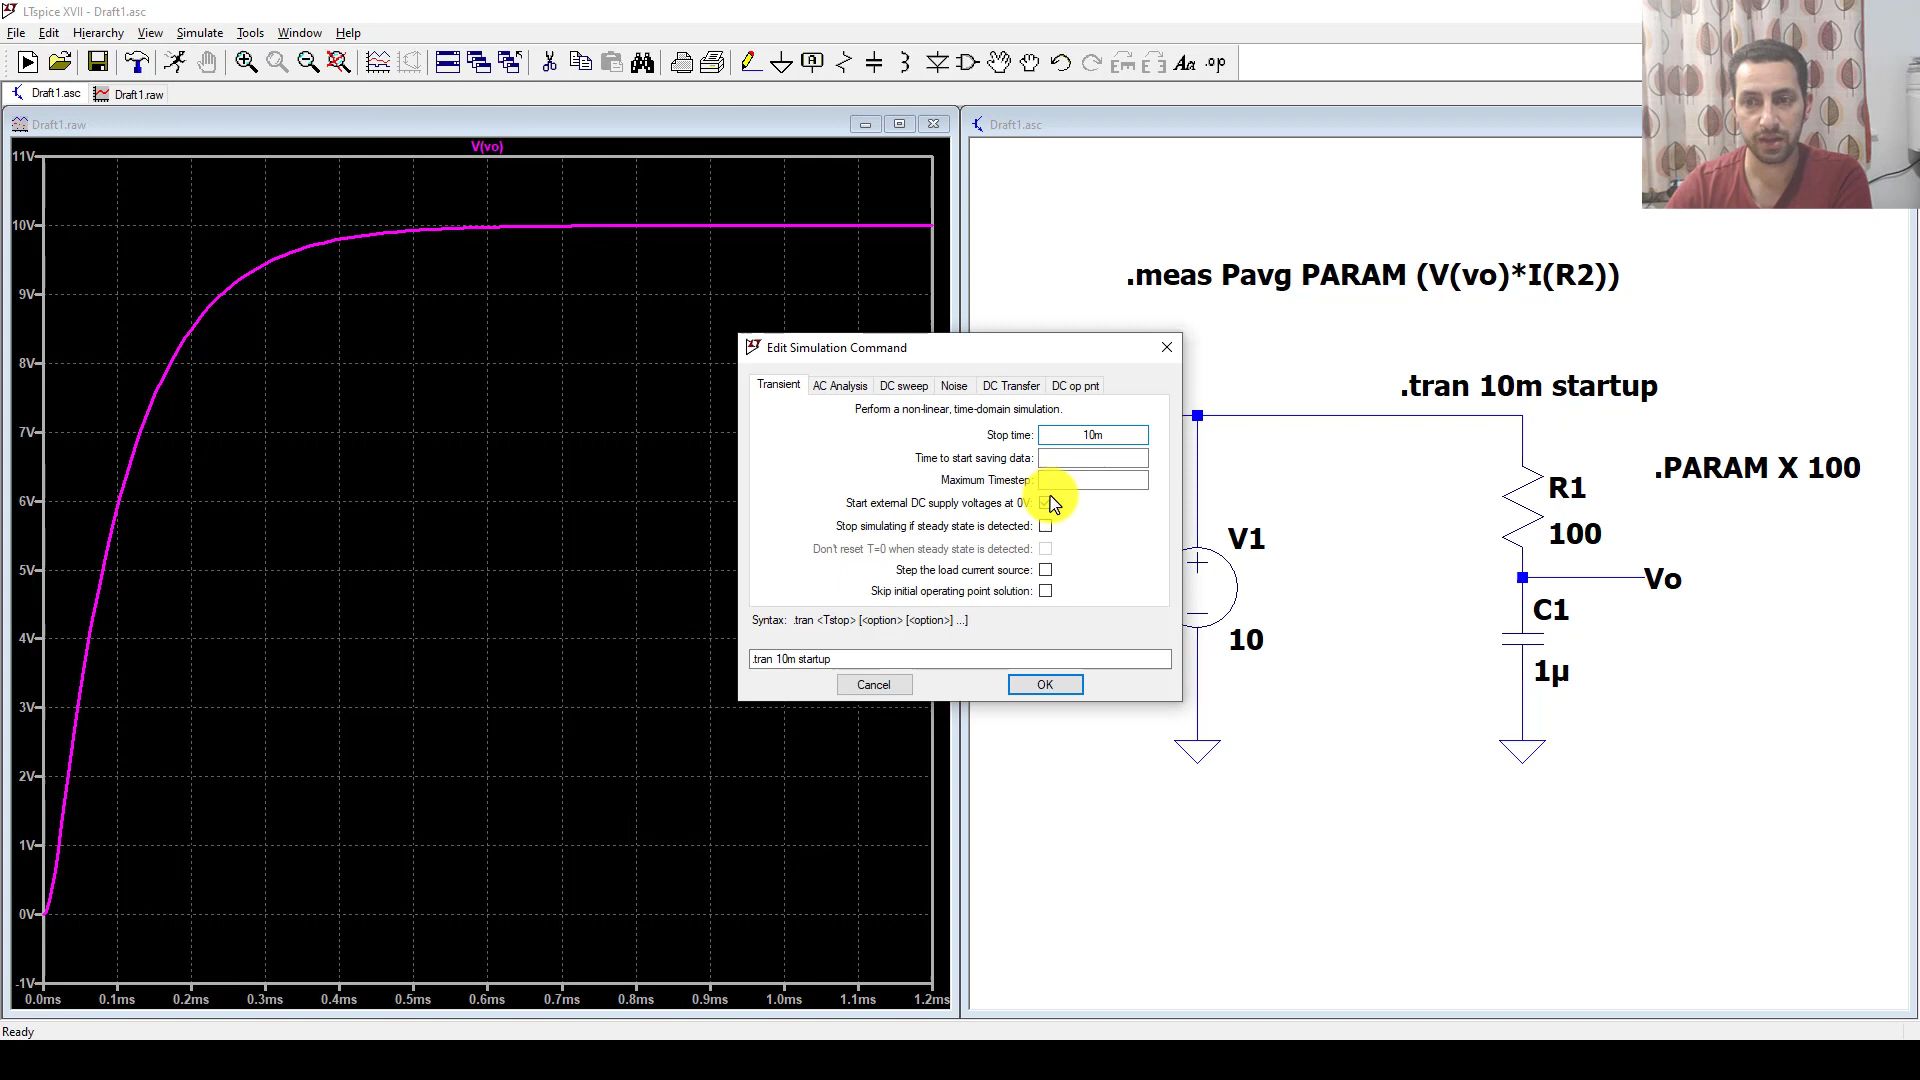 LTspice XVII - Draft1.asc
File Edit Hierarchy View Simulate Tools Window Help
Draft1.asc Draft1.raw
Draft1.raw
Draft1.asc
V(vo)
11V
10V
9V
8V
7V
6V
5V
4V
3V
2V
1V
0V
-1V
0.0ms 0.1ms 0.2ms 0.3ms 0.4ms 0.5ms 0.6ms 0.7ms 0.8ms 0.9ms 1.0ms 1.1ms 1.2ms
.meas Pavg PARAM (V(vo)*I(R2))
.tran 10m startup
.PARAM X 100
R1
100
V1
10
Vo
C1
1µ
Edit Simulation Command
Transient AC Analysis DC sweep Noise DC Transfer DC op pnt
Perform a non-linear, time-domain simulation.
Stop time: 10m
Time to start saving data:
Maximum Timestep:
Start external DC supply voltages at 0V:
Stop simulating if steady state is detected:
Don't reset T=0 when steady state is detected:
Step the load current source:
Skip initial operating point solution:
Syntax: .tran <Tstop> [<option> [<option>] ...]
.tran 10m startup
Cancel OK
Ready